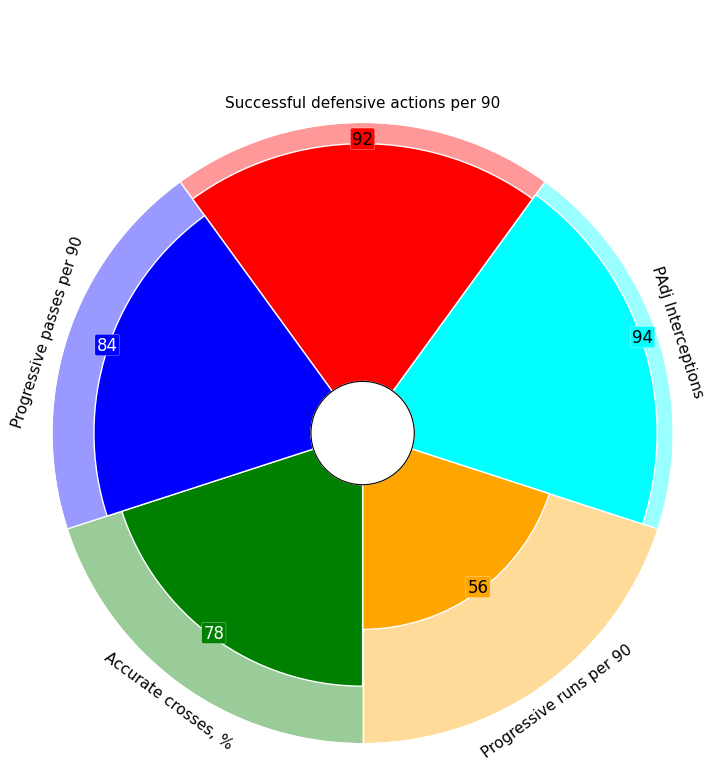 Successful defensive actions per 90
92
PAdj Interceptions
94
Progressive passes per 90
84
56
78
Accurate crosses, %
Progressive runs per 90